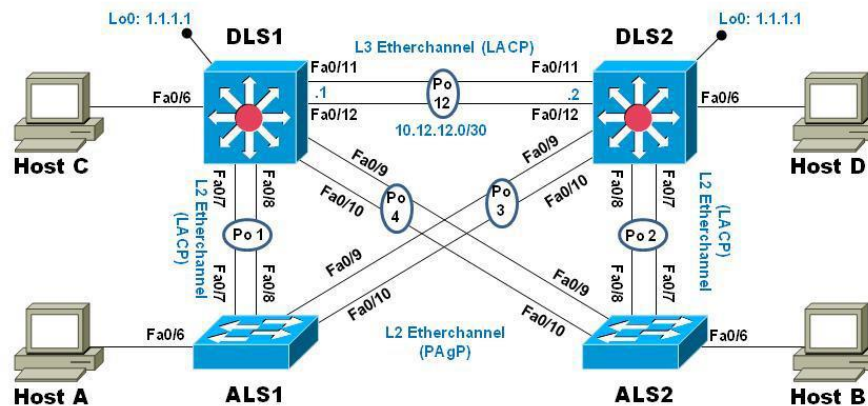 Lo0: 1.1.1.1
Lo0: 1.1.1.1
DLS1
DLS2
L3 Etherchannel (LACP)
Fa0/11
Fa0/11
Fa0/6
.1
Po
12
.2
Fa0/6
Fa0/12
Fa0/12
10.12.12.0/30
Host C
Host D
Fa0/9
Fa0/9
Fa0/7
Fa0/8
Fa0/10
Fa0/10
Fa0/8
Fa0/7
L2 Etherchannel
(LACP)
Po
4
Po
3
L2 Etherchannel
(LACP)
Po 1
Po 2
Fa0/7
Fa0/8
Fa0/9
Fa0/10
Fa0/9
Fa0/10
Fa0/8
Fa0/7
Fa0/6
L2 Etherchannel
(PAgP)
Fa0/6
Host A
ALS1
ALS2
Host B